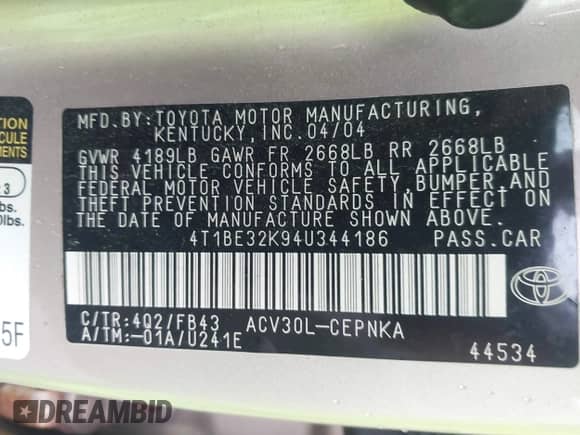 MFD.BY:TOYOTA MOTOR MANUFACTURING,
KENTUCKY,INC.04/04
GVWR 4189LB GAWR FR 2668LB RR 2668LB
THIS VEHICLE CONFORMS TO ALL APPLICABLE
FEDERAL MOTOR VEHICLE SAFETY,BUMPER,AND
THEFT PREVENTION STANDARDS IN EFFECT ON
THE DATE OF MANUFACTURE SHOWN ABOVE.
4T1BE32K94U344186 PASS.CAR
C/TR:4Q2/FB43 ACV30L-CEPNKA
A/TM:-01A/U241E
44534
TOYOTA
5F
DREAMBID